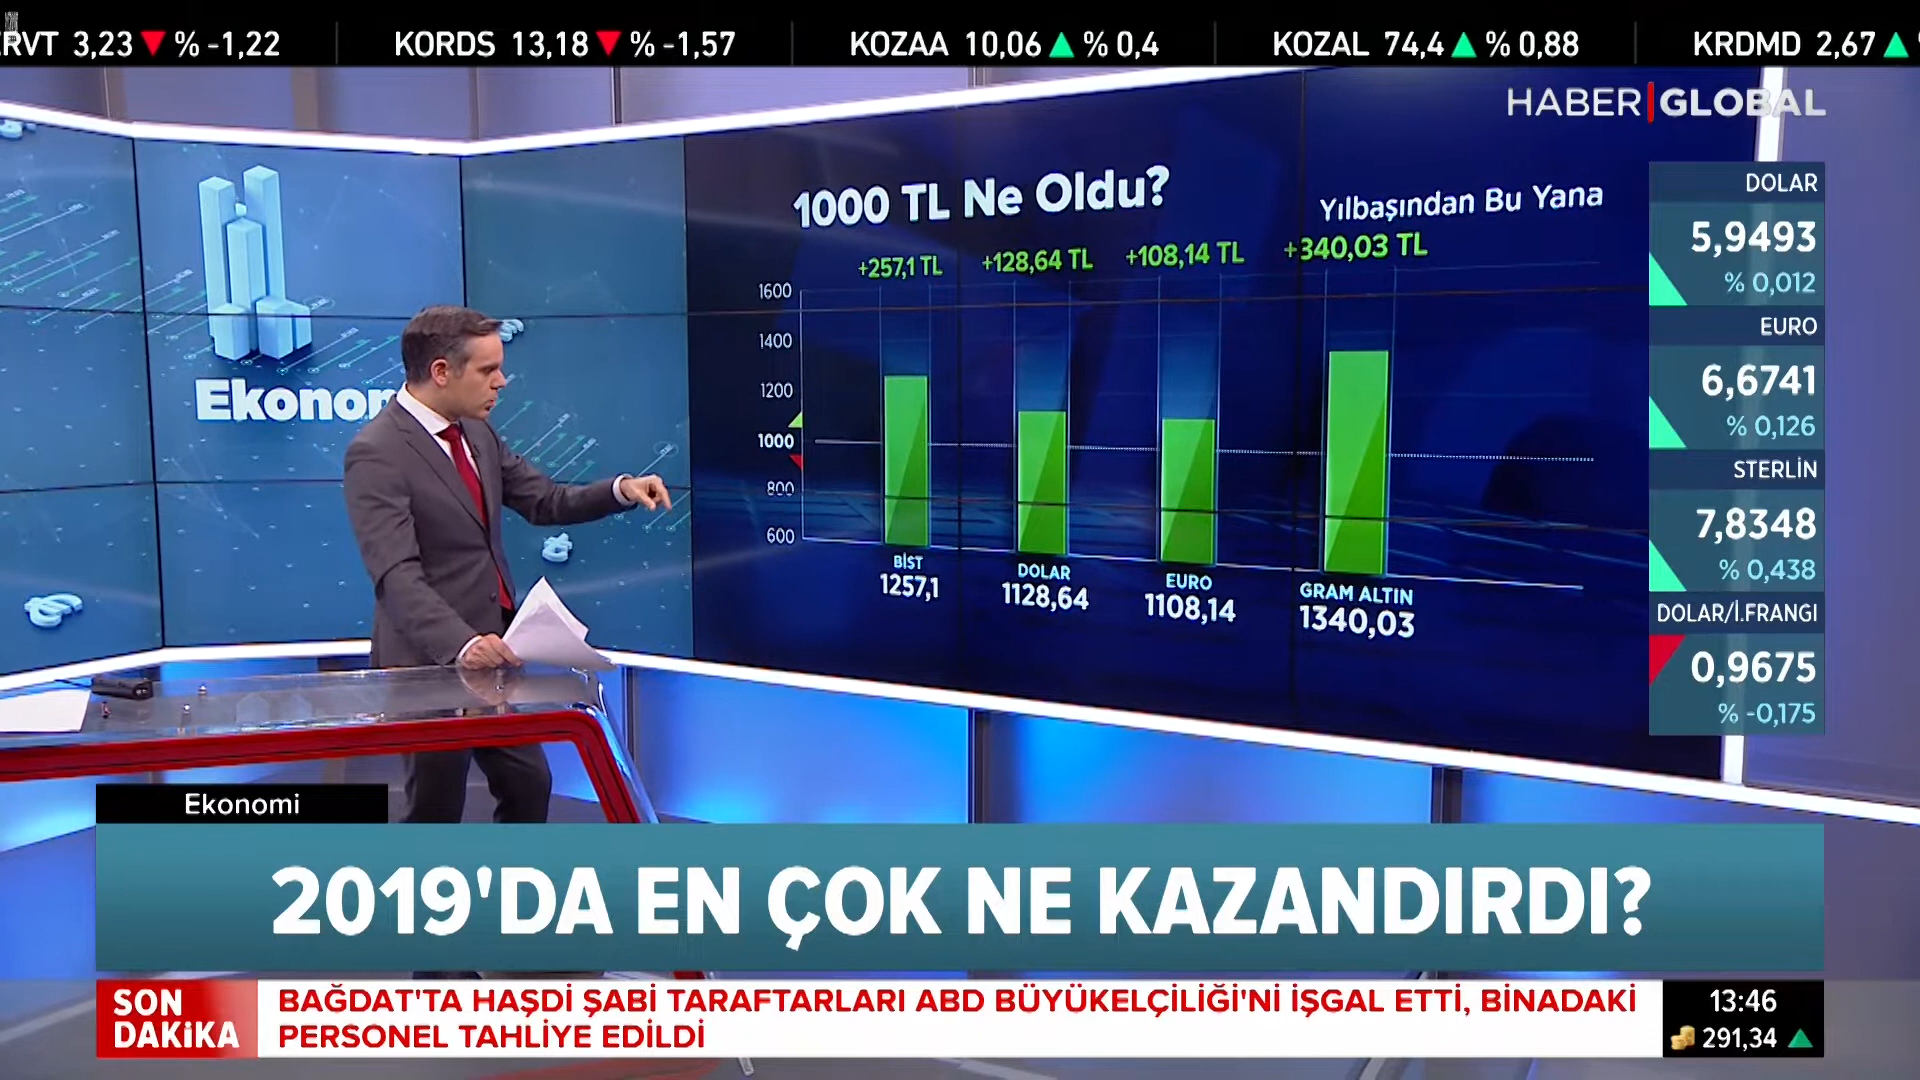 RVT 3,23 % -1,22
KORDS 13,18 % -1,57
KOZAA 10,06 % 0,4
KOZAL 74,4 % 0,88
KRDMD 2,67
HABER GLOBAL
1000 TL Ne Oldu?
Yılbaşından Bu Yana
+257,1 TL
+128,64 TL
+108,14 TL
+340,03 TL
1600
1400
1200
1000
800
600
BİST
1257,1
DOLAR
1128,64
EURO
1108,14
GRAM ALTIN
1340,03
DOLAR
5,9493
% 0,012
EURO
6,6741
% 0,126
STERLİN
7,8348
% 0,438
DOLAR/İ.FRANGI
0,9675
% -0,175
Ekonomi
2019'DA EN ÇOK NE KAZANDIRDI?
SON
DAKİKA
BAĞDAT'TA HAŞDİ ŞABİ TARAFTARLARI ABD BÜYÜKELÇİLİĞİ'Nİ İŞGAL ETTİ, BİNADAKİ
PERSONEL TAHLİYE EDİLDİ
13:46
291,34